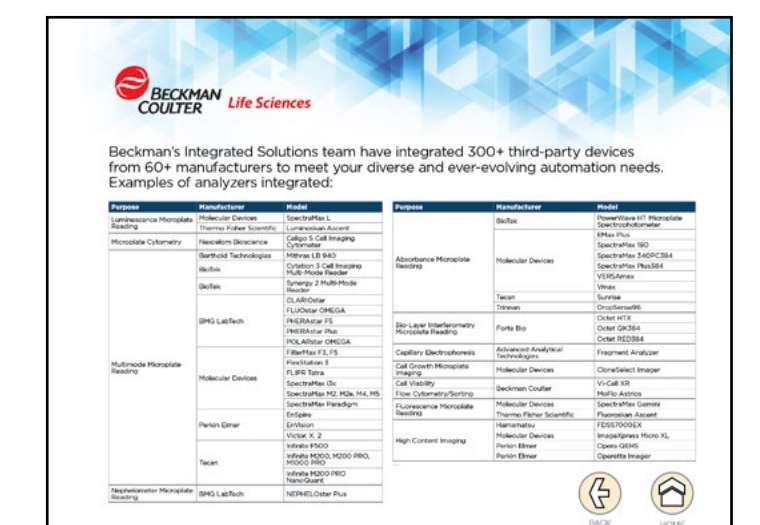 BECKMAN
COULTER
Life Sciences
Beckman's Integrated Solutions team have integrated 300+ third-party devices
from 60+ manufacturers to meet your diverse and ever-evolving automation needs.
Examples of analyzers integrated:
Purpose Manufacturer Model
Luminescence Microplate Reading Molecular Devices SpectraMax L
Thermo Fisher Scientific Luminoskan Ascent
Microplate Cytometry Nexcelom Bioscience Celigo S Cell Imaging Cytometer
Multimode Microplate Reading
Berthold Technologies Mithras LB 940
BioTek Cytation 3 Cell Imaging Multi-Mode Reader
BioTek Synergy 2 Multi-Mode Reader
BMG LabTech
CLARIOstar
FLUOstar OMEGA
PHERAstar FS
PHERAstar Plus
POLARstar OMEGA
Molecular Devices
FilterMax F3, F5
FlexStation 3
FLIPR Tetra
SpectraMax i3x
SpectraMax M2, M2e, M4, M5
SpectraMax Paradigm
Perkin Elmer
EnSpire
EnVision
Victor, X, 2
Tecan
Infinite F500
Infinite M200, M200 PRO, M1000 PRO
Infinite M200 PRO NanoQuant
Nephelometer Microplate Reading BMG LabTech NEPHELOster Plus
Purpose Manufacturer Model
Absorbance Microplate Reading
BioTek PowerWave HT Microplate Spectrophotometer
Molecular Devices
EMax Plus
SpectraMax 190
SpectraMax 340PC384
SpectraMax Plus384
VERSAmax
Vmax
Tecan Sunrise
Trinean DropSense96
Bio-Layer Interferometry Microplate Reading
Forte Bio
Octet HTX
Octet QK384
Octet RED384
Capillary Electrophoresis Advanced Analytical Technologies Fragment Analyzer
Cell Growth Microplate Imaging Molecular Devices CloneSelect Imager
Cell Viability Beckman Coulter Vi-Cell XR
Flow Cytometry/Sorting MoFlo Astrios
Fluorescence Microplate Reading Molecular Devices SpectraMax Gemini
Thermo Fisher Scientific Fluoroskan Ascent
High Content Imaging
Hamamatsu FDSS7000EX
Molecular Devices ImageXpress Micro XL
Perkin Elmer Opera QEHS
Perkin Elmer Operetta Imager
BACK
HOME